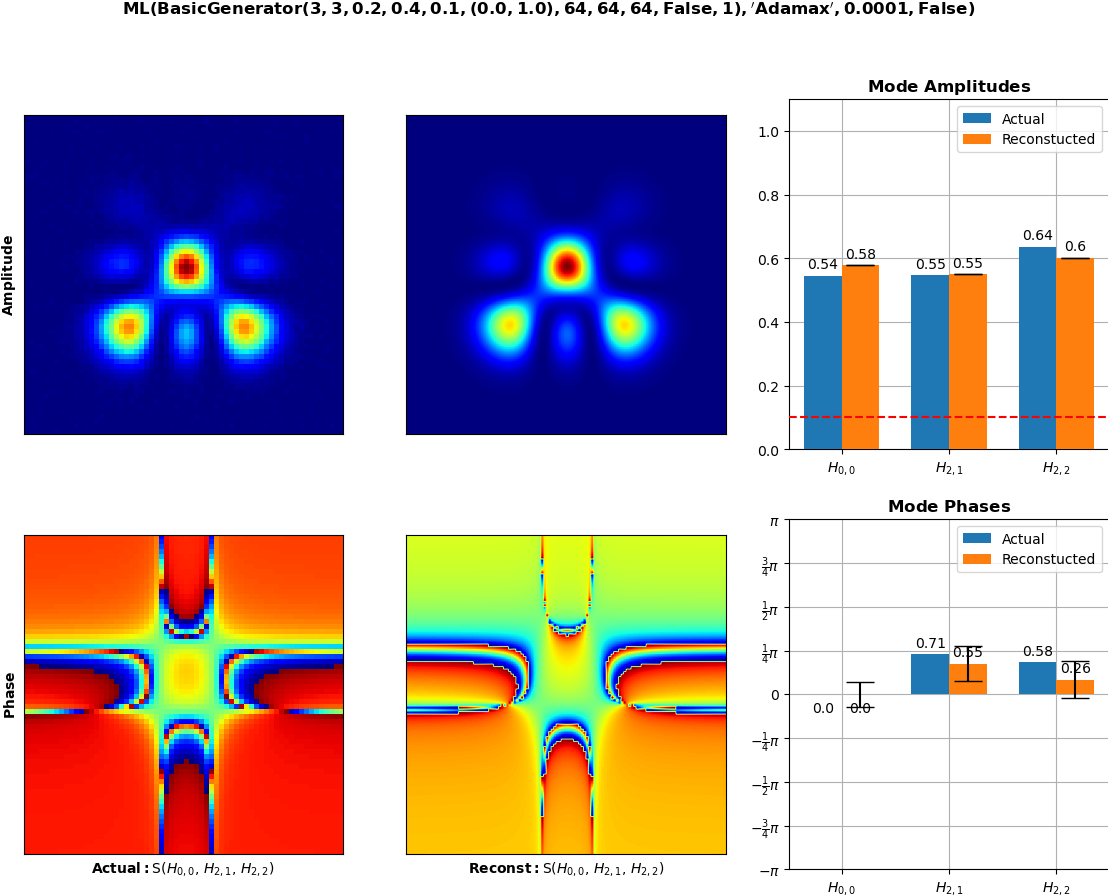 ML(BasicGenerator(3, 3, 0.2, 0.4, 0.1, (0.0, 1.0), 64, 64, 64, False, 1), ′Adamax′, 0.0001, False)
Amplitude
Mode Amplitudes
Actual
Reconstucted
1.0
0.8
0.6
0.4
0.2
0.0
0.54
0.58
0.55
0.55
0.64
0.6
H0,0
H2,1
H2,2
Phase
Actual: S(H0,0, H2,1, H2,2)
Reconst: S(H0,0, H2,1, H2,2)
Mode Phases
Actual
Reconstucted
π
3/4π
1/2π
1/4π
0
−1/4π
−1/2π
−3/4π
−π
0.0
0.0
0.71
0.55
0.58
0.26
H0,0
H2,1
H2,2